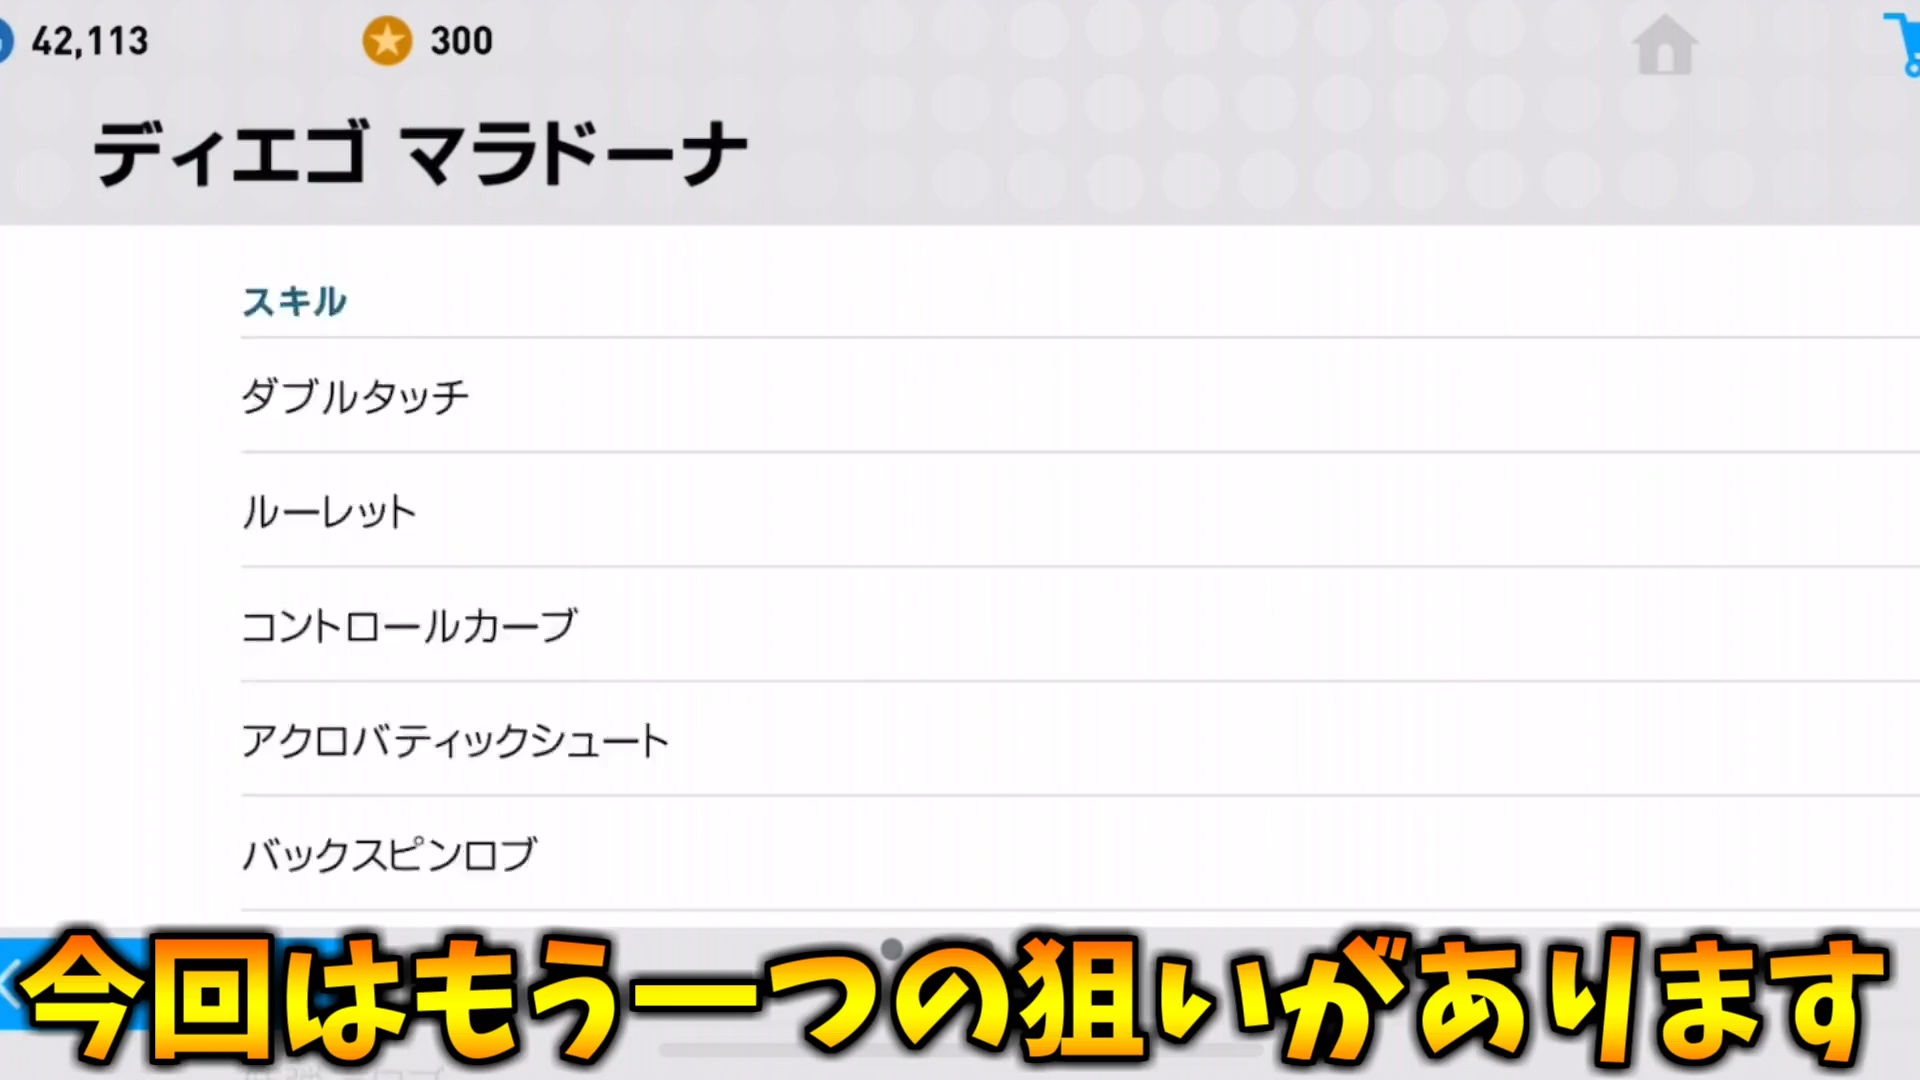 42,113 300
ディエゴ マラドーナ
スキル
ダブルタッチ
ルーレット
コントロールカーブ
アクロバティックシュート
バックスピンロブ
今回はもう一つの狙いがあります